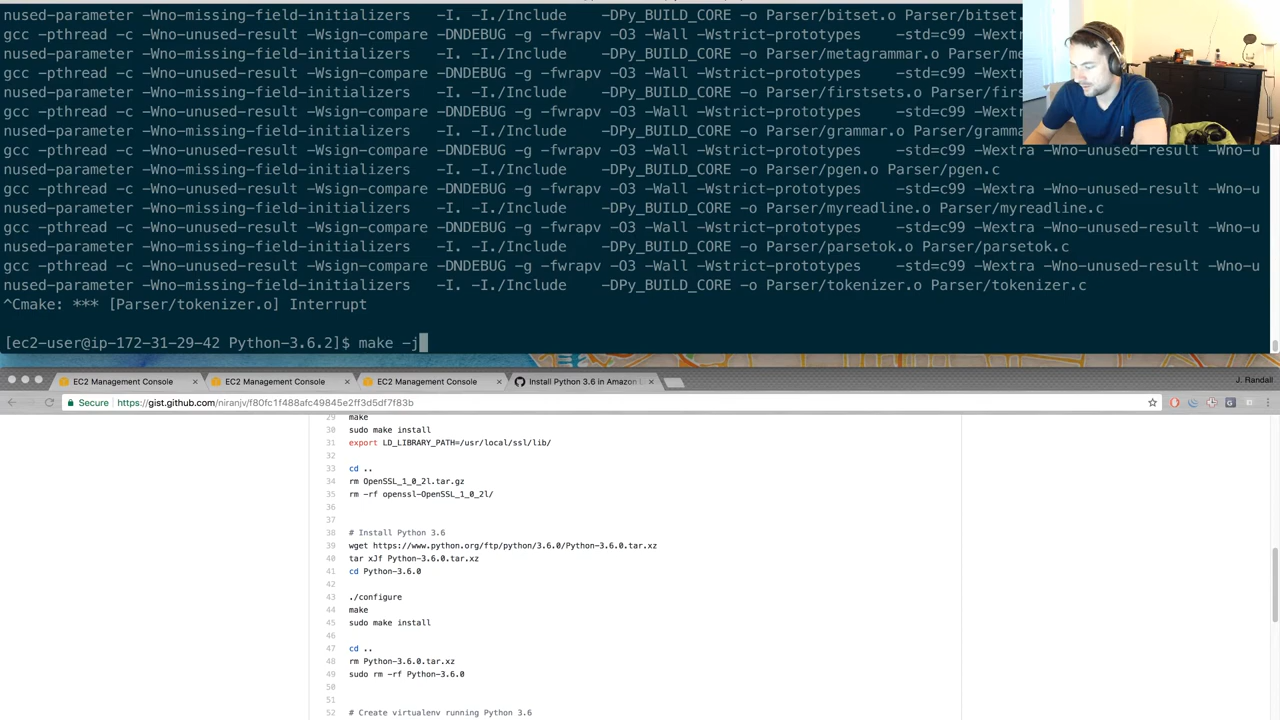 nused-parameter -Wno-missing-field-initializers   -I. -I./Include    -DPy_BUILD_CORE -o Parser/bitset.o Parser/bitset.
gcc -pthread -c -Wno-unused-result -Wsign-compare -DNDEBUG -g -fwrapv -O3 -Wall -Wstrict-prototypes    -std=c99 -Wextr
nused-parameter -Wno-missing-field-initializers   -I. -I./Include    -DPy_BUILD_CORE -o Parser/metagrammar.o Parser/me
gcc -pthread -c -Wno-unused-result -Wsign-compare -DNDEBUG -g -fwrapv -O3 -Wall -Wstrict-prototypes    -std=c99 -Wextr
nused-parameter -Wno-missing-field-initializers   -I. -I./Include    -DPy_BUILD_CORE -o Parser/firstsets.o Parser/firs
gcc -pthread -c -Wno-unused-result -Wsign-compare -DNDEBUG -g -fwrapv -O3 -Wall -Wstrict-prototypes    -std=c99 -Wextr
nused-parameter -Wno-missing-field-initializers   -I. -I./Include    -DPy_BUILD_CORE -o Parser/grammar.o Parser/gramma
gcc -pthread -c -Wno-unused-result -Wsign-compare -DNDEBUG -g -fwrapv -O3 -Wall -Wstrict-prototypes    -std=c99 -Wextra -Wno-unused-result -Wno-u
nused-parameter -Wno-missing-field-initializers   -I. -I./Include    -DPy_BUILD_CORE -o Parser/pgen.o Parser/pgen.c
gcc -pthread -c -Wno-unused-result -Wsign-compare -DNDEBUG -g -fwrapv -O3 -Wall -Wstrict-prototypes    -std=c99 -Wextra -Wno-unused-result -Wno-u
nused-parameter -Wno-missing-field-initializers   -I. -I./Include    -DPy_BUILD_CORE -o Parser/myreadline.o Parser/myreadline.c
gcc -pthread -c -Wno-unused-result -Wsign-compare -DNDEBUG -g -fwrapv -O3 -Wall -Wstrict-prototypes    -std=c99 -Wextra -Wno-unused-result -Wno-u
nused-parameter -Wno-missing-field-initializers   -I. -I./Include    -DPy_BUILD_CORE -o Parser/parsetok.o Parser/parsetok.c
gcc -pthread -c -Wno-unused-result -Wsign-compare -DNDEBUG -g -fwrapv -O3 -Wall -Wstrict-prototypes    -std=c99 -Wextra -Wno-unused-result -Wno-u
nused-parameter -Wno-missing-field-initializers   -I. -I./Include    -DPy_BUILD_CORE -o Parser/tokenizer.o Parser/tokenizer.c
^Cmake: *** [Parser/tokenizer.o] Interrupt
[ec2-user@ip-172-31-29-42 Python-3.6.2]$ make -j
EC2 Management Console × EC2 Management Console × EC2 Management Console × Install Python 3.6 in Amazon L × J. Randall
Secure https://gist.github.com/niranjv/f80fc1f488afc49845e2ff3d5df7f83b
29 make
30 sudo make install
31 export LD_LIBRARY_PATH=/usr/local/ssl/lib/
32
33 cd ..
34 rm OpenSSL_1_0_2l.tar.gz
35 rm -rf openssl-OpenSSL_1_0_2l/
36
37
38 # Install Python 3.6
39 wget https://www.python.org/ftp/python/3.6.0/Python-3.6.0.tar.xz
40 tar xJf Python-3.6.0.tar.xz
41 cd Python-3.6.0
42
43 ./configure
44 make
45 sudo make install
46
47 cd ..
48 rm Python-3.6.0.tar.xz
49 sudo rm -rf Python-3.6.0
50
51
52 # Create virtualenv running Python 3.6